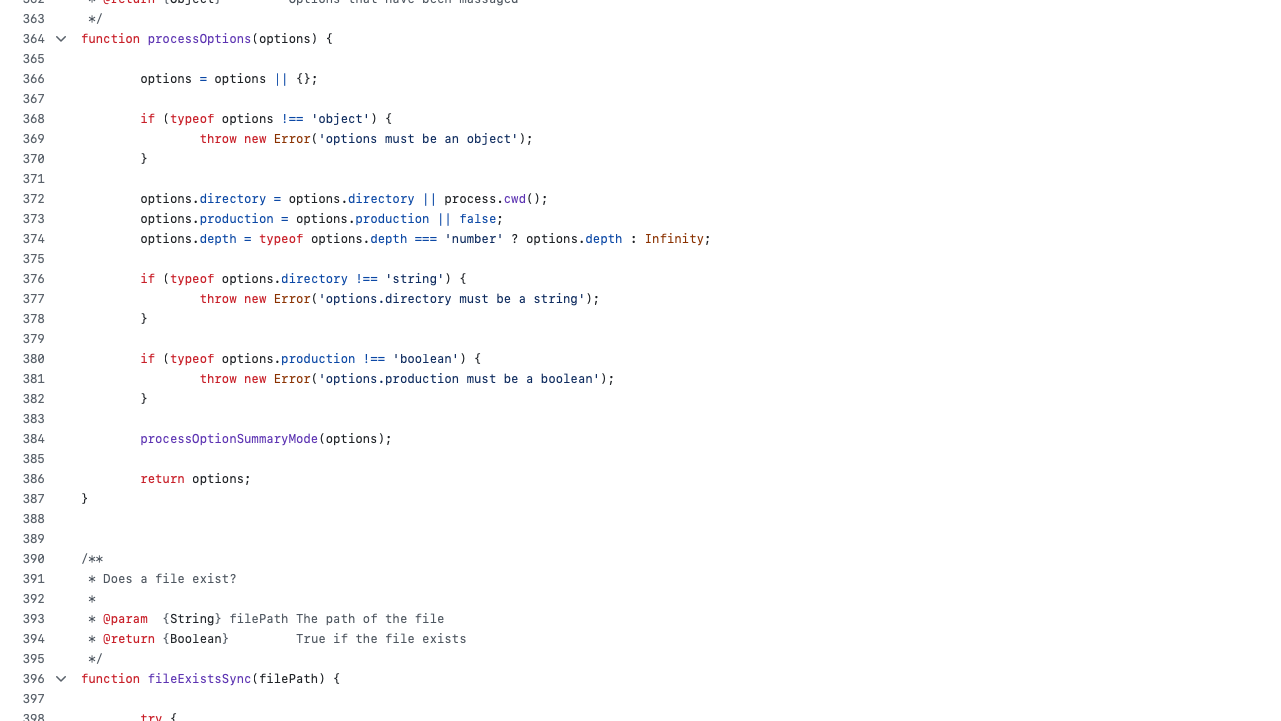 362 * @return {Object} Options that have been massaged
363 */
364 function processOptions(options) {
365
366 options = options || {};
367
368 if (typeof options !== 'object') {
369 throw new Error('options must be an object');
370 }
371
372 options.directory = options.directory || process.cwd();
373 options.production = options.production || false;
374 options.depth = typeof options.depth === 'number' ? options.depth : Infinity;
375
376 if (typeof options.directory !== 'string') {
377 throw new Error('options.directory must be a string');
378 }
379
380 if (typeof options.production !== 'boolean') {
381 throw new Error('options.production must be a boolean');
382 }
383
384 processOptionSummaryMode(options);
385
386 return options;
387 }
388
389
390 /**
391 * Does a file exist?
392 *
393 * @param {String} filePath The path of the file
394 * @return {Boolean} True if the file exists
395 */
396 function fileExistsSync(filePath) {
397
398 try {